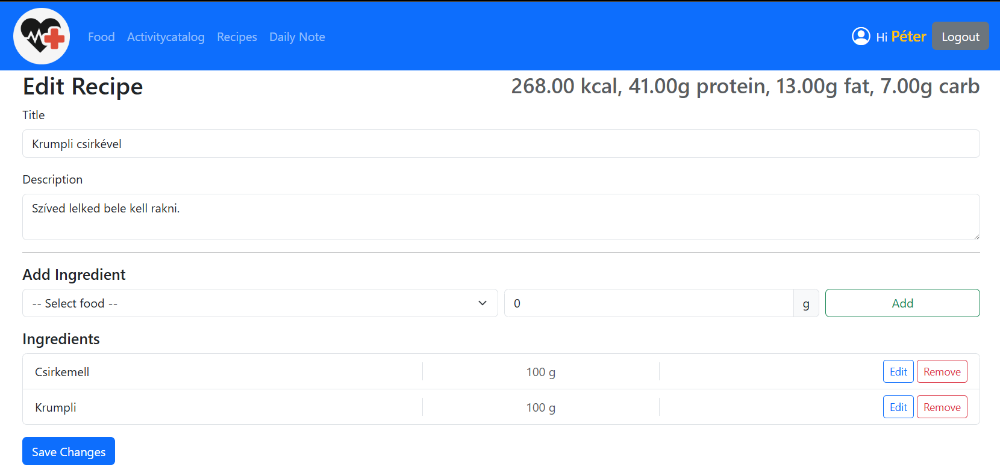 Food Activitycatalog Recipes Daily Note Hi Péter Logout
Edit Recipe 268.00 kcal, 41.00g protein, 13.00g fat, 7.00g carb
Title
Krumpli csirkével
Description
Szíved lelked bele kell rakni.
Add Ingredient
-- Select food -- 0 g Add
Ingredients
Csirkemell 100 g Edit Remove
Krumpli 100 g Edit Remove
Save Changes